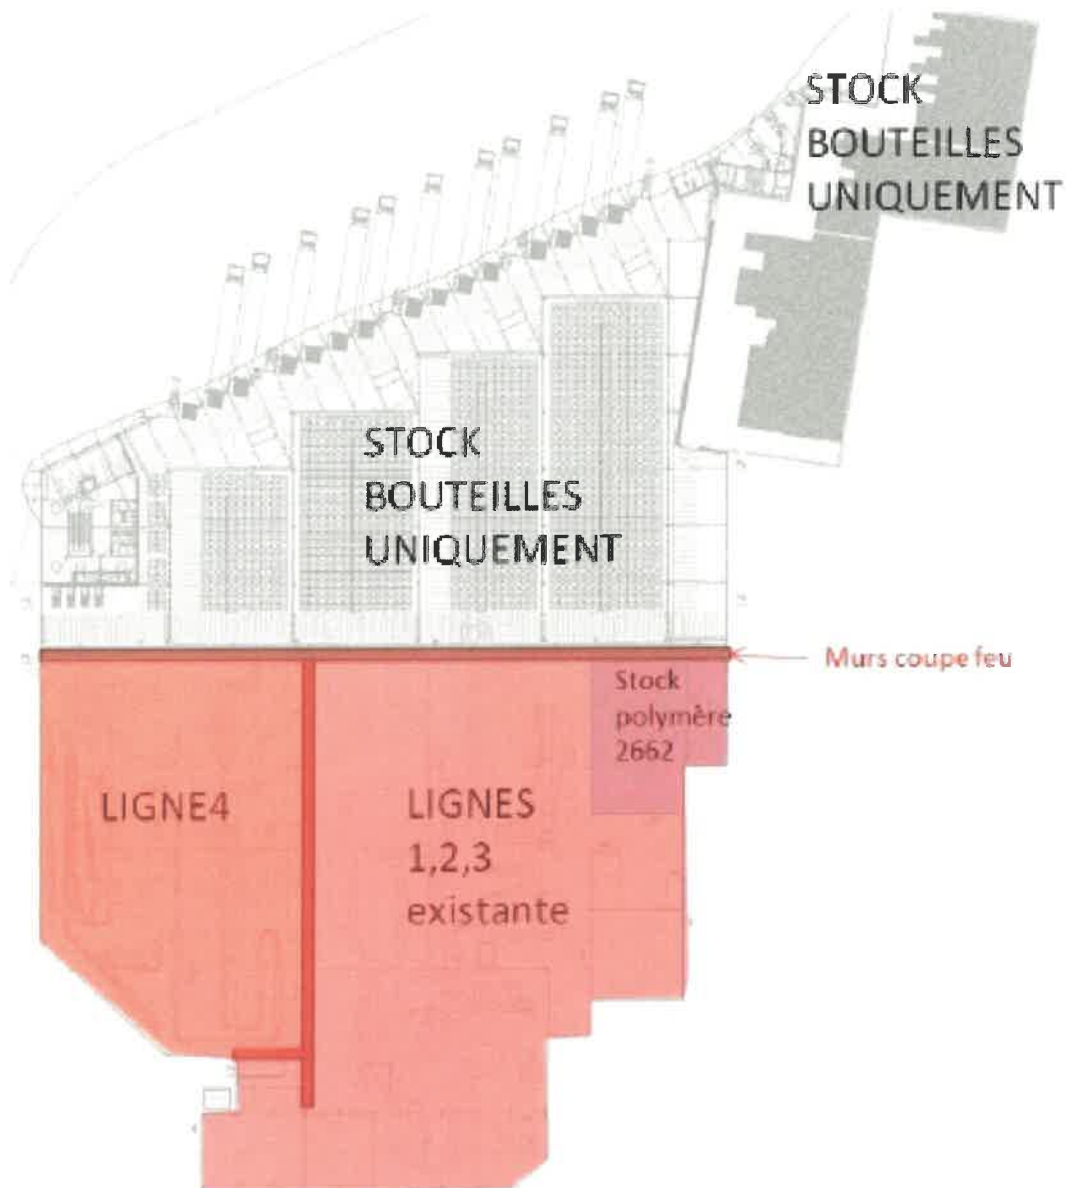 STOCK
BOUTEILLES
UNIQUEMENT
STOCK
BOUTEILLES
UNIQUEMENT
Murs coupe feu
Stock
polymère
2662
LIGNE4
LIGNES
1,2,3
existante